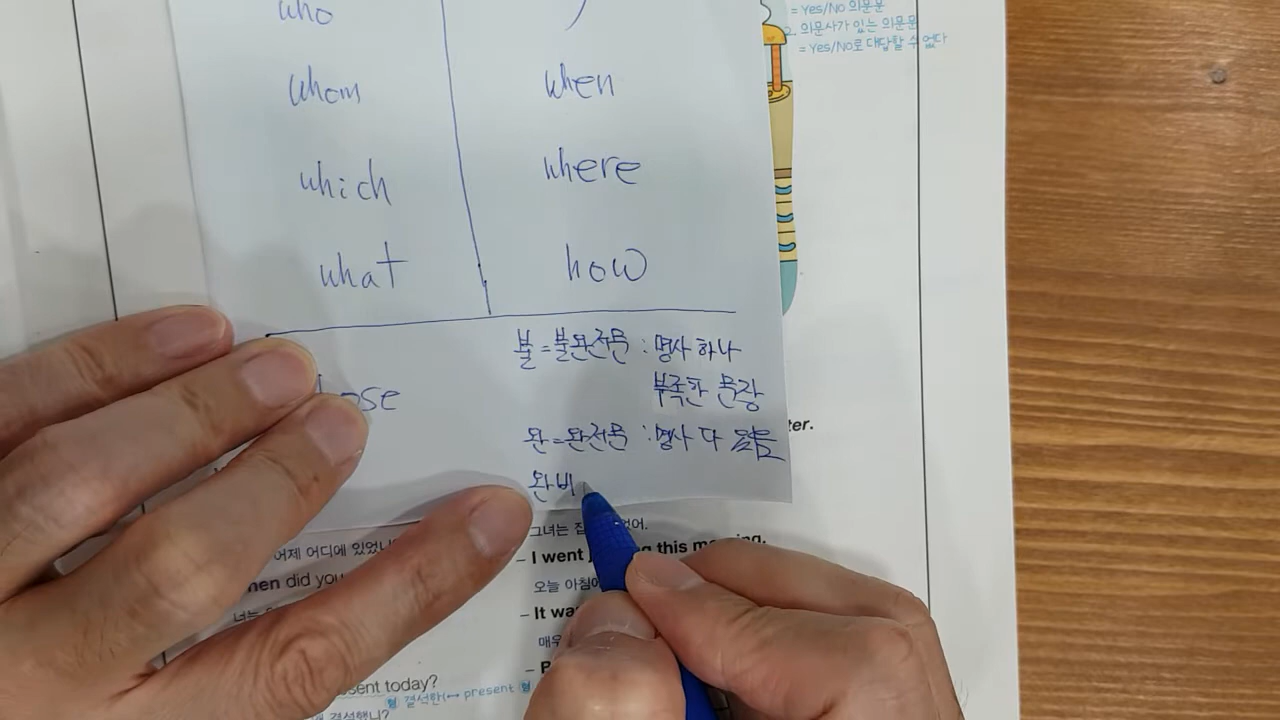 who
whom
which
what
when
where
how
불 = 불완전문 : 명사 하나
부족한 문장
완 = 완전문 : 명사 다 있음
완비
= Yes/No 의문문
2. 의문사가 있는 의문문
= Yes/No로 대답할 수 없다
ter.
그녀는
어제 어디에 있었니
– I went this morning.
did you
오늘 아침에
– It was
매우
today?
형 결석한(↔ present 형
결석했니?